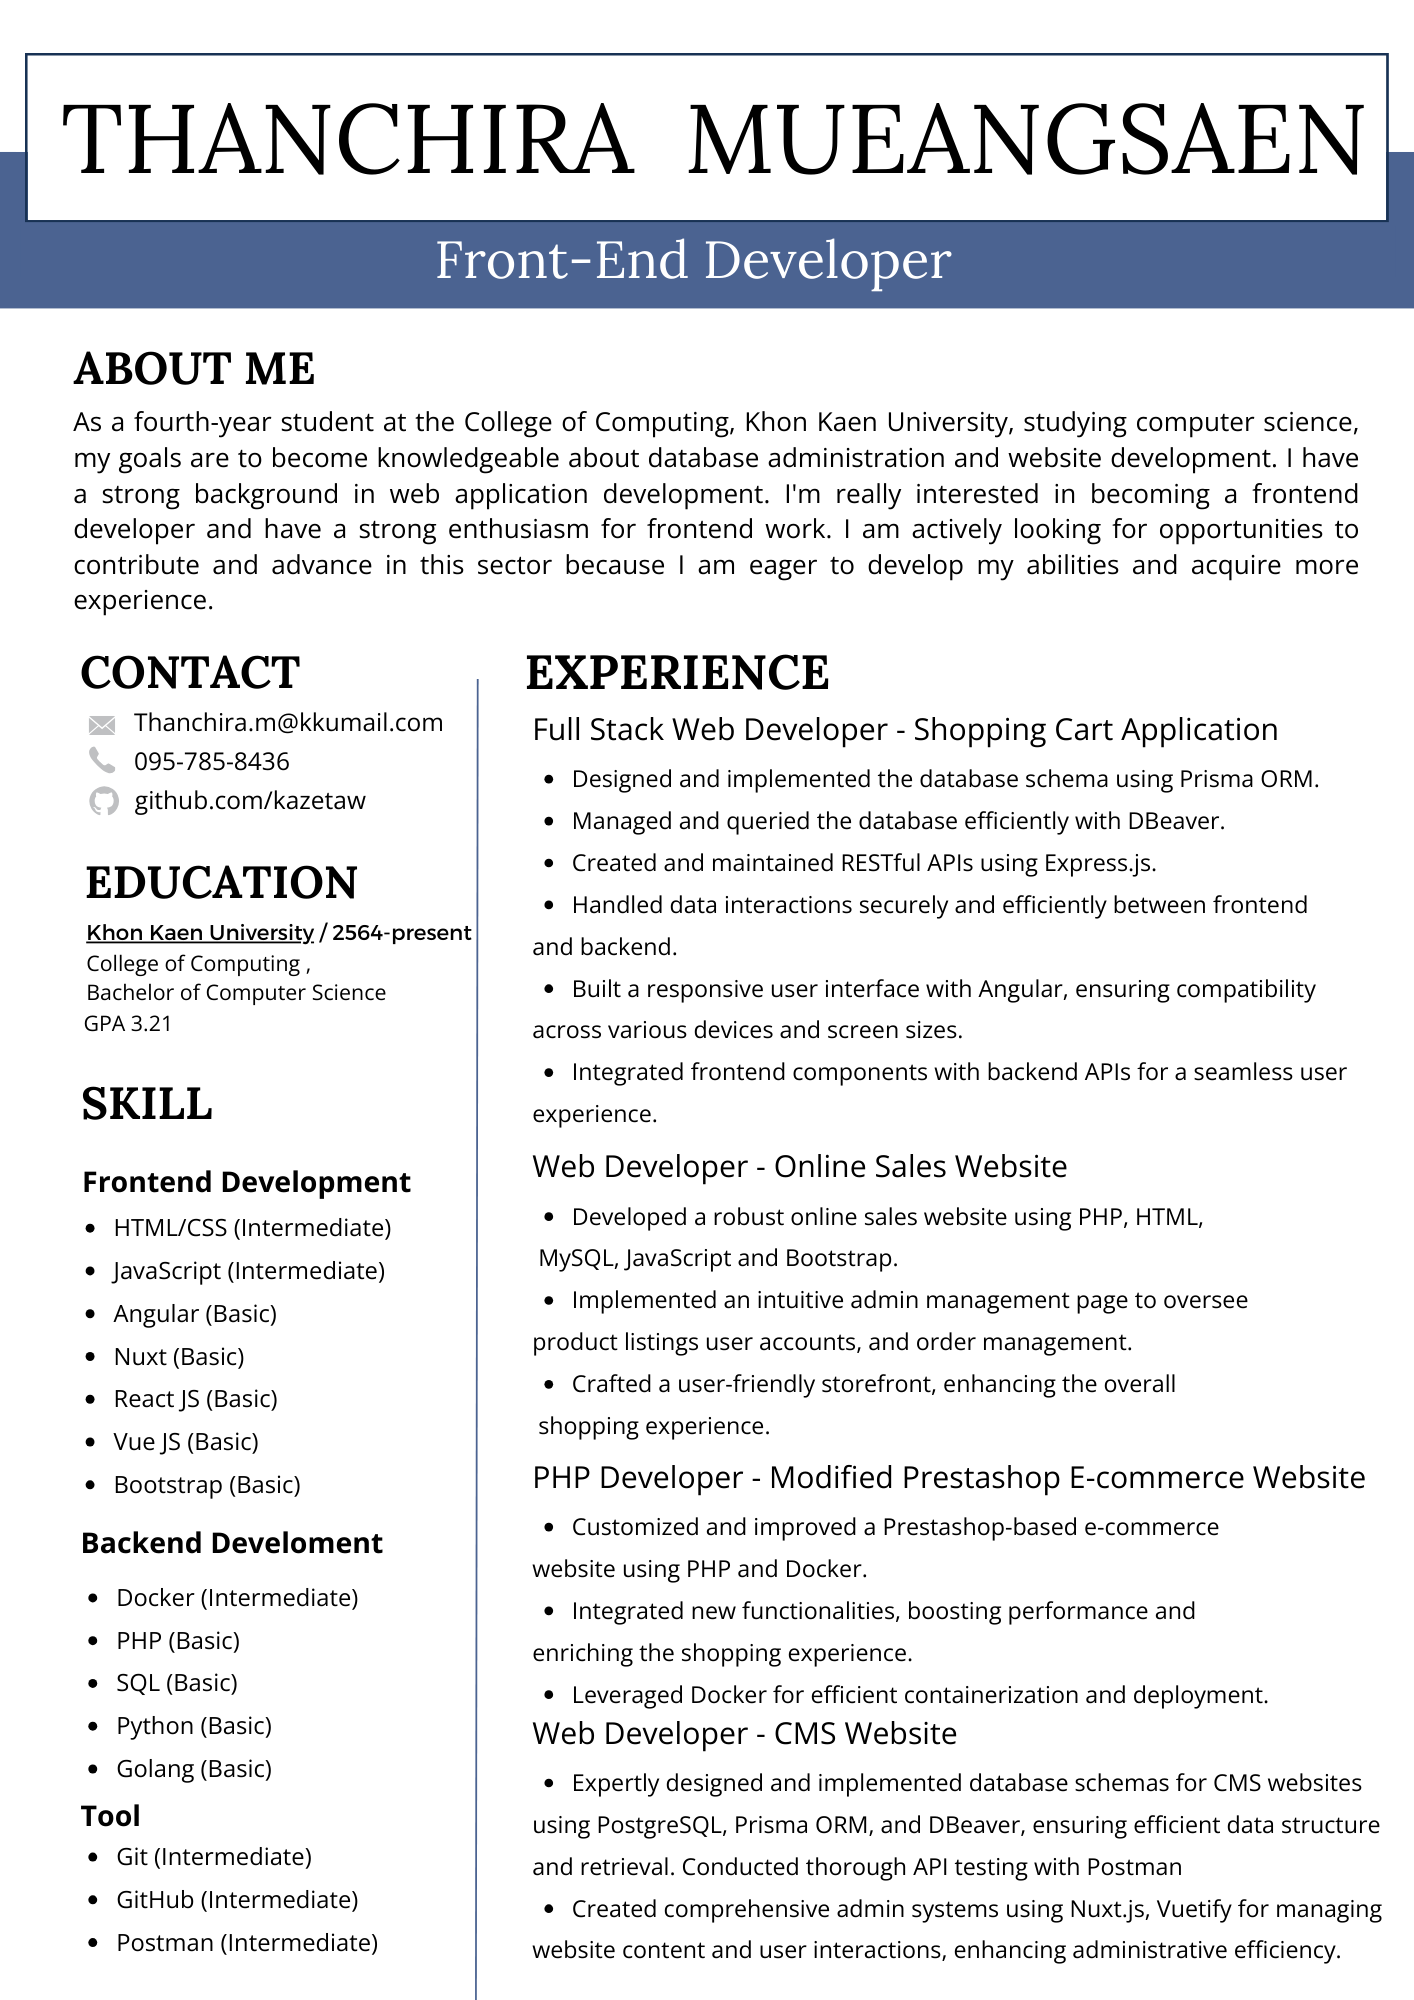 THANCHIRA MUEANGSAEN
Front-End Developer
ABOUT ME
As a fourth-year student at the College of Computing, Khon Kaen University, studying computer science,
my goals are to become knowledgeable about database administration and website development. I have
a strong background in web application development. I'm really interested in becoming a frontend
developer and have a strong enthusiasm for frontend work. I am actively looking for opportunities to
contribute and advance in this sector because I am eager to develop my abilities and acquire more
experience.
CONTACT
Thanchira.m@kkumail.com
095-785-8436
github.com/kazetaw
EDUCATION
Khon Kaen University / 2564-present
College of Computing ,
Bachelor of Computer Science
GPA 3.21
SKILL
Frontend Development
• HTML/CSS (Intermediate)
• JavaScript (Intermediate)
• Angular (Basic)
• Nuxt (Basic)
• React JS (Basic)
• Vue JS (Basic)
• Bootstrap (Basic)
Backend Develoment
• Docker (Intermediate)
• PHP (Basic)
• SQL (Basic)
• Python (Basic)
• Golang (Basic)
Tool
• Git (Intermediate)
• GitHub (Intermediate)
• Postman (Intermediate)
EXPERIENCE
Full Stack Web Developer - Shopping Cart Application
• Designed and implemented the database schema using Prisma ORM.
• Managed and queried the database efficiently with DBeaver.
• Created and maintained RESTful APIs using Express.js.
• Handled data interactions securely and efficiently between frontend
and backend.
• Built a responsive user interface with Angular, ensuring compatibility
across various devices and screen sizes.
• Integrated frontend components with backend APIs for a seamless user
experience.
Web Developer - Online Sales Website
• Developed a robust online sales website using PHP, HTML,
MySQL, JavaScript and Bootstrap.
• Implemented an intuitive admin management page to oversee
product listings user accounts, and order management.
• Crafted a user-friendly storefront, enhancing the overall
shopping experience.
PHP Developer - Modified Prestashop E-commerce Website
• Customized and improved a Prestashop-based e-commerce
website using PHP and Docker.
• Integrated new functionalities, boosting performance and
enriching the shopping experience.
• Leveraged Docker for efficient containerization and deployment.
Web Developer - CMS Website
• Expertly designed and implemented database schemas for CMS websites
using PostgreSQL, Prisma ORM, and DBeaver, ensuring efficient data structure
and retrieval. Conducted thorough API testing with Postman
• Created comprehensive admin systems using Nuxt.js, Vuetify for managing
website content and user interactions, enhancing administrative efficiency.